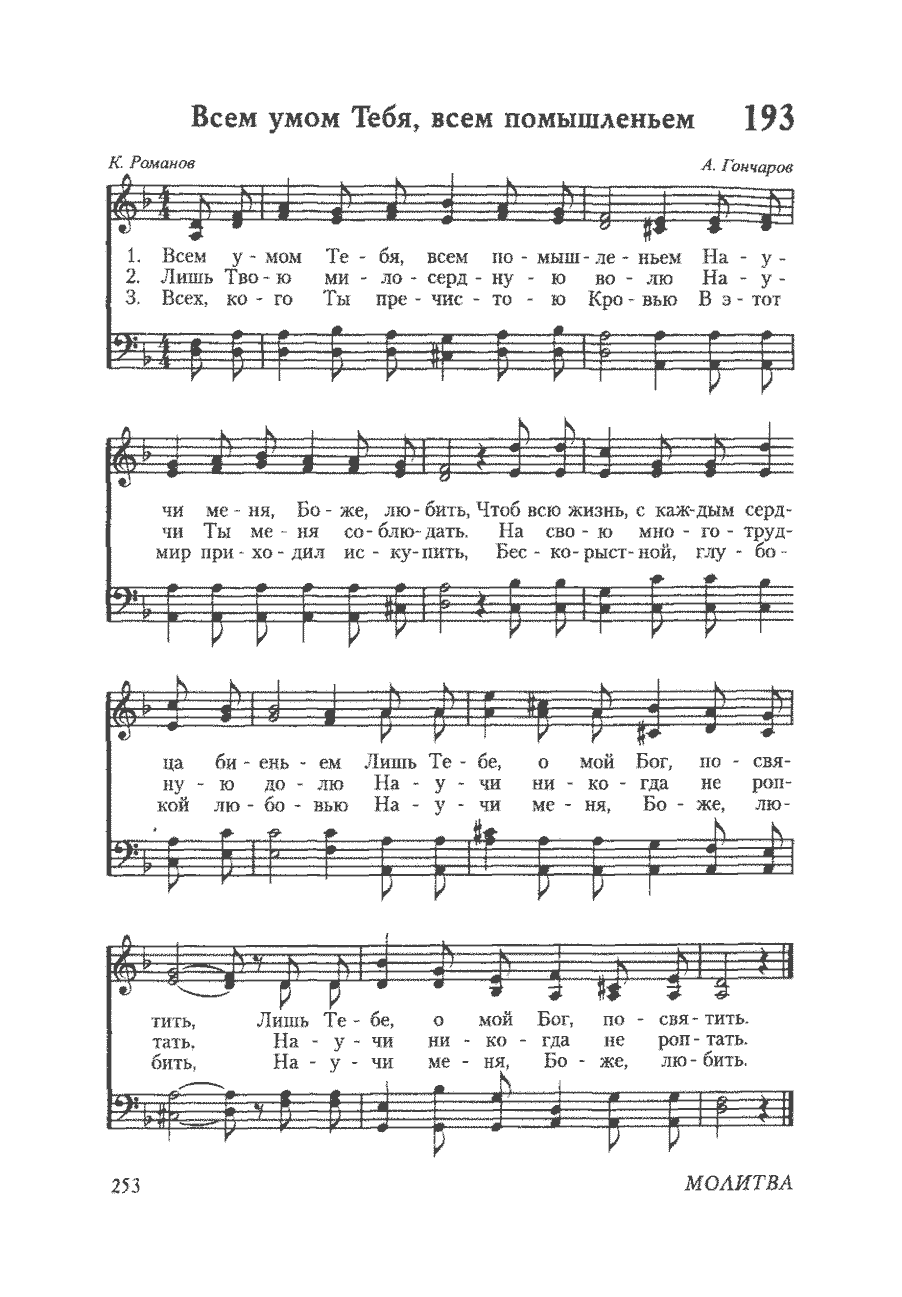 Всем умом Тебя, всем помышленьем 193
К. Романов А. Гончаров
1. Всем у - мом Те - бя, всем по - мыш - ле - ньем На - у -
2. Лишь Тво - ю ми - ло - серд - ну - ю во - лю На - у -
3. Всех, ко - го Ты пре - чис - то - ю Кро - вью В э - тот
чи ме - ня, Бо - же, лю - бить, Чтоб всю жизнь, с каж - дым серд-
чи Ты ме - ня со - блю - дать. На сво - ю мно - го - труд-
мир при - хо - дил ис - ку - пить, Бес - ко - рыст - ной, глу - бо -
ца би - ень - ем Лишь Те - бе, о мой Бог, по - свя-
ну - ю до - лю На - у - чи ни - ко - гда не роп-
кой лю - бо - вью На - у - чи ме - ня, Бо - же, лю-
тить, Лишь Те - бе, о мой Бог, по - свя - тить.
тать, На - у - чи ни - ко - гда не роп - тать.
бить, На - у - чи ме - ня, Бо - же, лю - бить.
253 МОЛИТВА